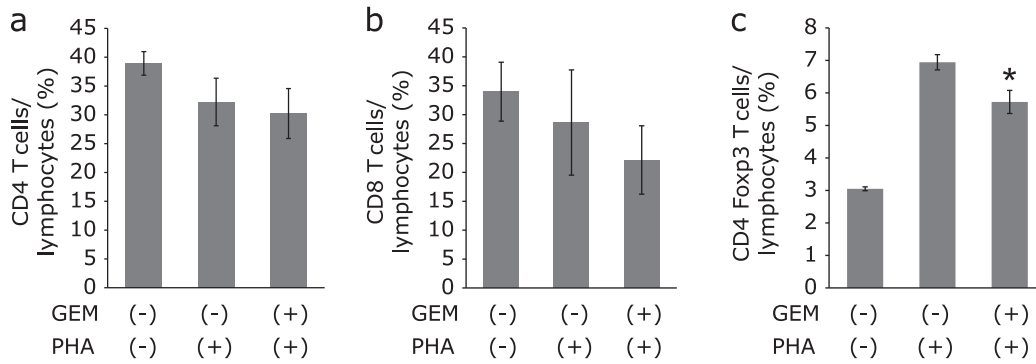 a
CD4 T cells/
lymphocytes (%)
45
40
35
30
25
20
15
10
5
0
GEM (-) (-) (+)
PHA (-) (+) (+)
b
CD8 T cells/
lymphocytes (%)
45
40
35
30
25
20
15
10
5
0
GEM (-) (-) (+)
PHA (-) (+) (+)
c
CD4 Foxp3 T cells/
lymphocytes (%)
8
7
6
5
4
3
2
1
0
*
GEM (-) (-) (+)
PHA (-) (+) (+)